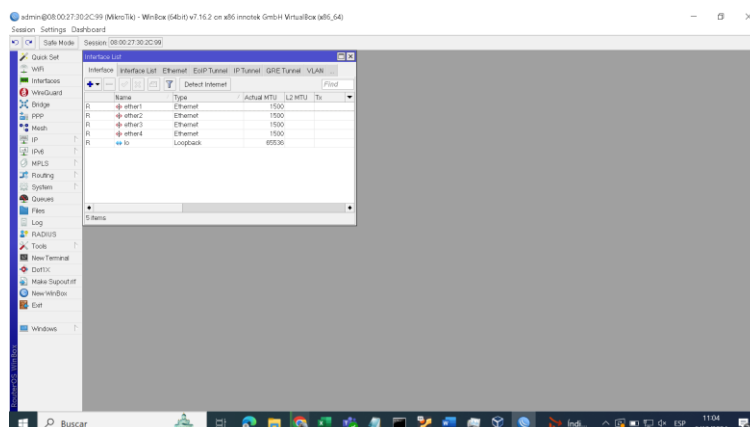 admin@08:00:27:30:2C:99 (MikroTik) - WinBox (64bit) v7.16.2 on x86 innotek GmbH VirtualBox (x86_64)
Session Settings Dashboard
Safe Mode Session: 08:00:27:30:2C:99
Quick Set
WiFi
Interfaces
WireGuard
Bridge
PPP
Mesh
IP
IPv6
MPLS
Routing
System
Queues
Files
Log
RADIUS
Tools
New Terminal
Dot1X
Make Supout.rif
New WinBox
Exit
Windows
RouterOS WinBox
Interface List
Interface Interface List Ethernet EoIP Tunnel IP Tunnel GRE Tunnel VLAN ...
Detect Internet Find
Name Type Actual MTU L2 MTU Tx
R ether1 Ethernet 1500
R ether2 Ethernet 1500
R ether3 Ethernet 1500
R ether4 Ethernet 1500
R lo Loopback 65536
5 items
Buscar Indi... ESP 11:04